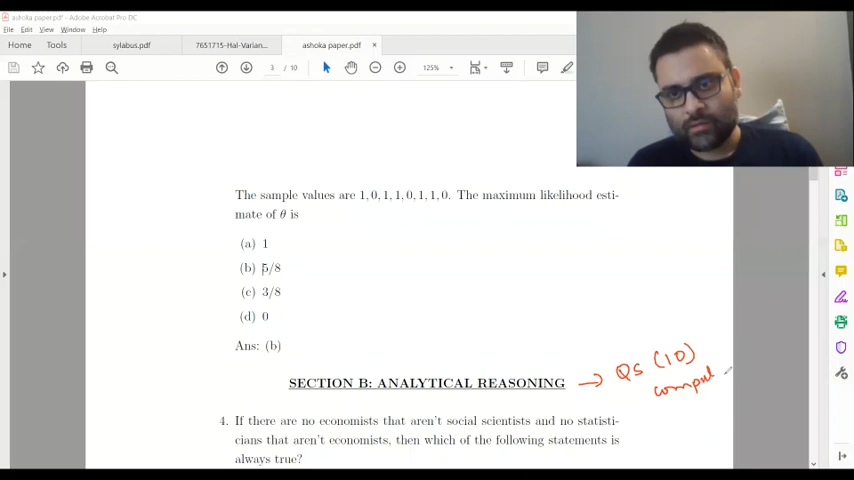 ashoka paper.pdf - Adobe Acrobat Pro DC
File Edit View Window Help
Home Tools sylabus.pdf 7651715-Hal-Varian... ashoka paper.pdf ×
3 / 10 125%
The sample values are 1, 0, 1, 1, 0, 1, 1, 0. The maximum likelihood esti-
mate of θ is
(a) 1
(b) 5/8
(c) 3/8
(d) 0
Ans: (b)
SECTION B: ANALYTICAL REASONING → QS (10)
compul
4. If there are no economists that aren't social scientists and no statisti-
cians that aren't economists, then which of the following statements is
always true?